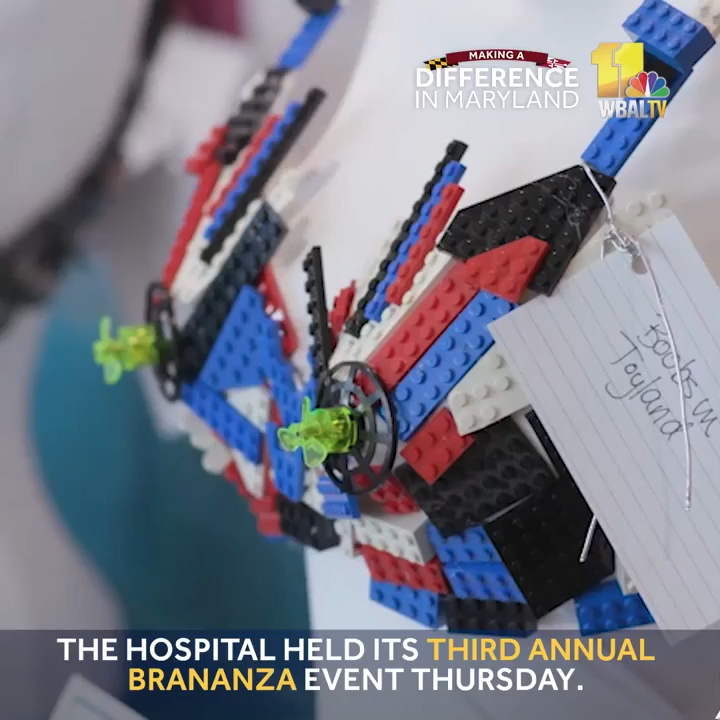 MAKING A
DIFFERENCE
IN MARYLAND
11
WBALTV
Boobs in
Toyland
THE HOSPITAL HELD ITS THIRD ANNUAL
BRANANZA EVENT THURSDAY.